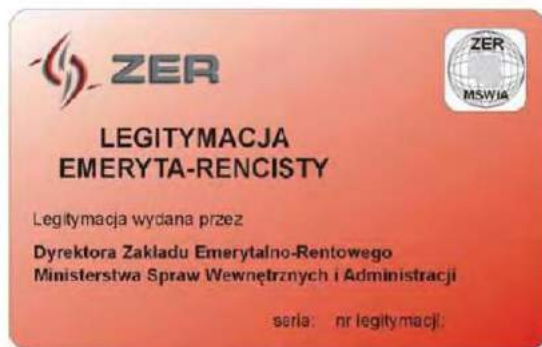 ZER
ZER
MSWiA
LEGITYMACJA
EMERYTA-RENCISTY
Legitymacja wydana przez
Dyrektora Zakładu Emerytalno-Rentowego
Ministerstwa Spraw Wewnętrznych i Administracji
seria: nr legitymacji: